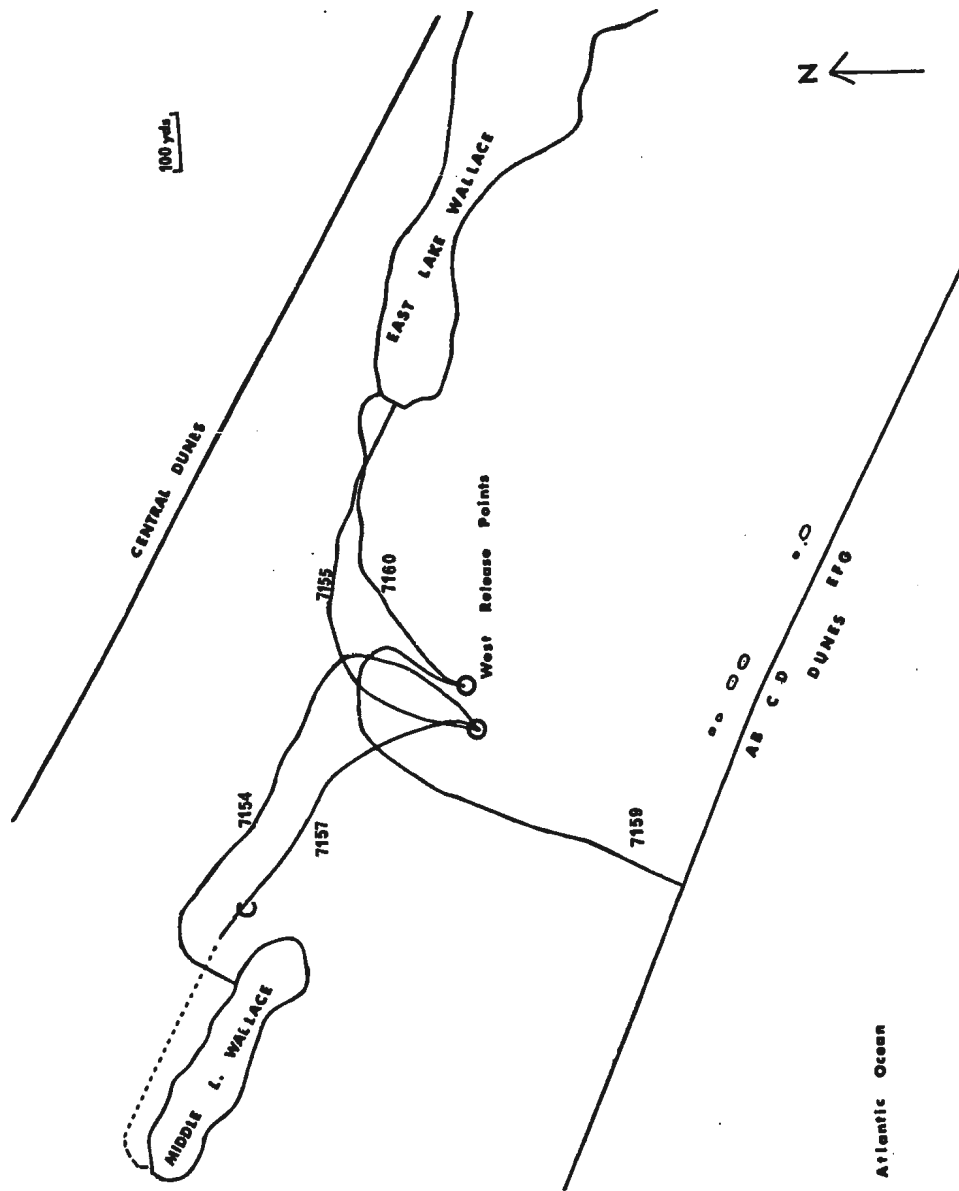 N
100 yds
CENTRAL DUNES
EAST LAKE WALLACE
7155
7160
West Release Points
7154
7157
7159
MIDDLE L. WALLACE
AB C D
DUNES EFG
Atlantic Ocean